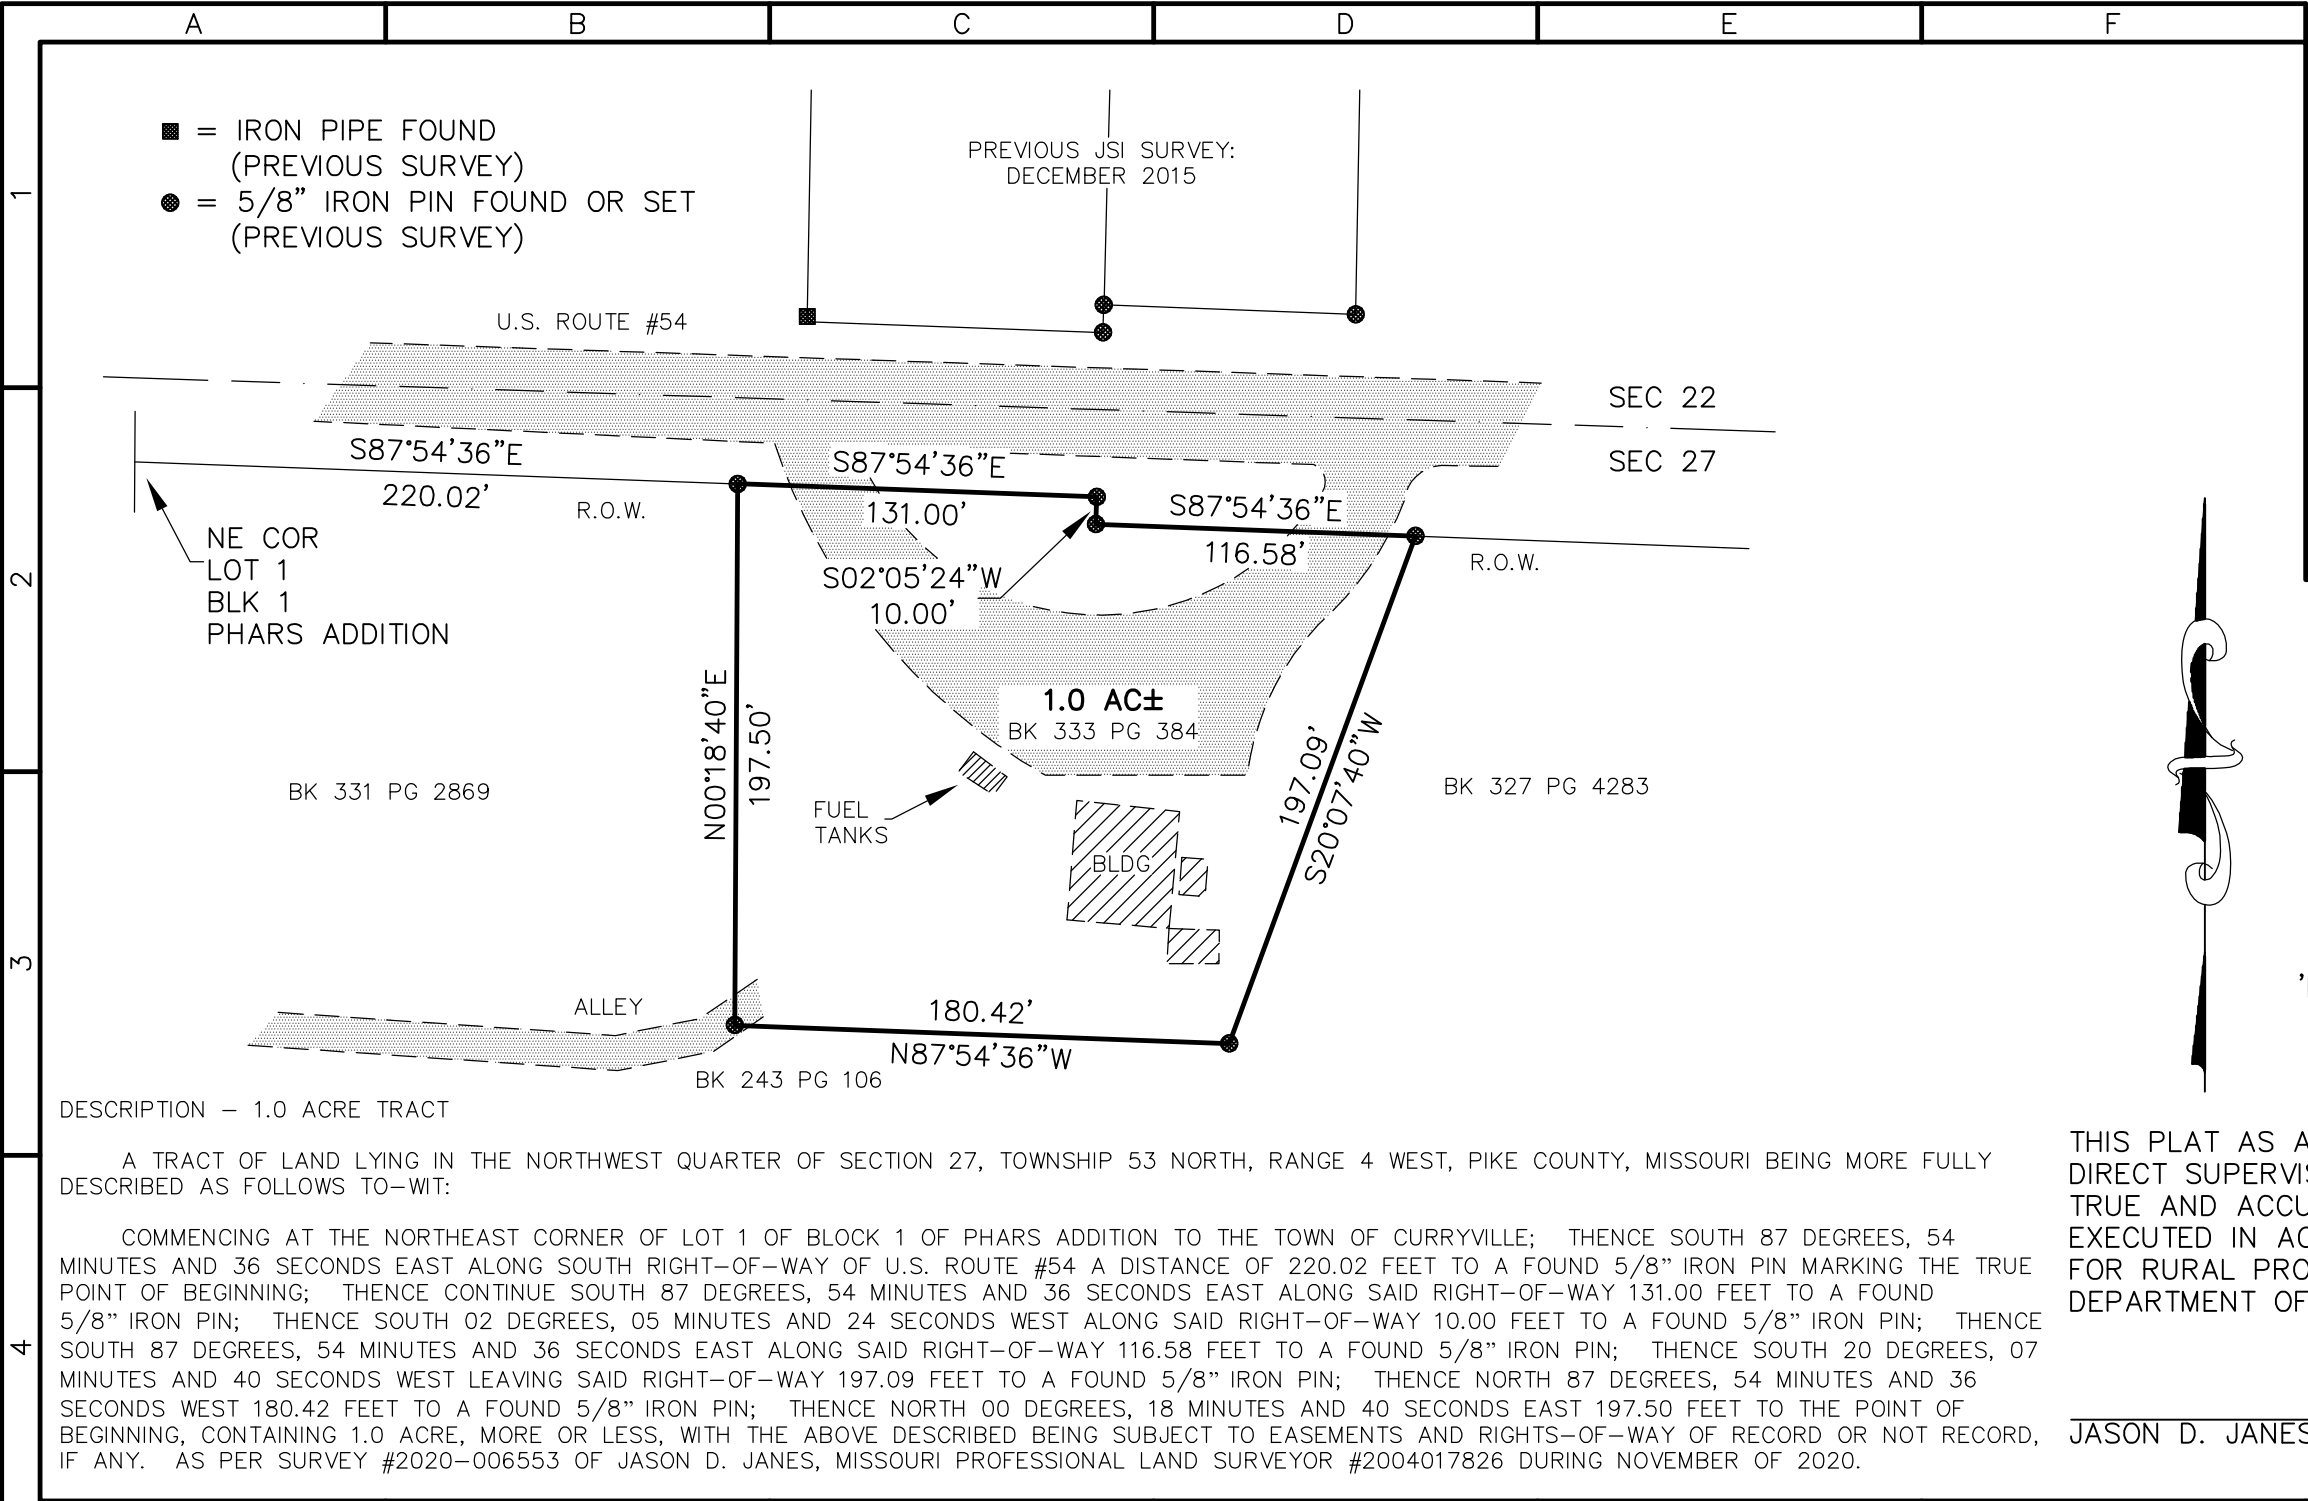 A B C D E F
1
2
3
4
■ = IRON PIPE FOUND
(PREVIOUS SURVEY)
● = 5/8" IRON PIN FOUND OR SET
(PREVIOUS SURVEY)
PREVIOUS JSI SURVEY:
DECEMBER 2015
U.S. ROUTE #54
SEC 22
SEC 27
S87°54'36"E
220.02'
R.O.W.
S87°54'36"E
131.00'
S87°54'36"E
116.58'
R.O.W.
NE COR
LOT 1
BLK 1
PHARS ADDITION
S02°05'24"W
10.00'
1.0 AC±
BK 333 PG 384
N00°18'40"E
197.50'
197.09'
S20°07'40"W
BK 331 PG 2869
BK 327 PG 4283
FUEL
TANKS
BLDG
ALLEY
180.42'
N87°54'36"W
BK 243 PG 106
DESCRIPTION – 1.0 ACRE TRACT
A TRACT OF LAND LYING IN THE NORTHWEST QUARTER OF SECTION 27, TOWNSHIP 53 NORTH, RANGE 4 WEST, PIKE COUNTY, MISSOURI BEING MORE FULLY
DESCRIBED AS FOLLOWS TO–WIT:
COMMENCING AT THE NORTHEAST CORNER OF LOT 1 OF BLOCK 1 OF PHARS ADDITION TO THE TOWN OF CURRYVILLE; THENCE SOUTH 87 DEGREES, 54
MINUTES AND 36 SECONDS EAST ALONG SOUTH RIGHT–OF–WAY OF U.S. ROUTE #54 A DISTANCE OF 220.02 FEET TO A FOUND 5/8" IRON PIN MARKING THE TRUE
POINT OF BEGINNING; THENCE CONTINUE SOUTH 87 DEGREES, 54 MINUTES AND 36 SECONDS EAST ALONG SAID RIGHT–OF–WAY 131.00 FEET TO A FOUND
5/8" IRON PIN; THENCE SOUTH 02 DEGREES, 05 MINUTES AND 24 SECONDS WEST ALONG SAID RIGHT–OF–WAY 10.00 FEET TO A FOUND 5/8" IRON PIN; THENCE
SOUTH 87 DEGREES, 54 MINUTES AND 36 SECONDS EAST ALONG SAID RIGHT–OF–WAY 116.58 FEET TO A FOUND 5/8" IRON PIN; THENCE SOUTH 20 DEGREES, 07
MINUTES AND 40 SECONDS WEST LEAVING SAID RIGHT–OF–WAY 197.09 FEET TO A FOUND 5/8" IRON PIN; THENCE NORTH 87 DEGREES, 54 MINUTES AND 36
SECONDS WEST 180.42 FEET TO A FOUND 5/8" IRON PIN; THENCE NORTH 00 DEGREES, 18 MINUTES AND 40 SECONDS EAST 197.50 FEET TO THE POINT OF
BEGINNING, CONTAINING 1.0 ACRE, MORE OR LESS, WITH THE ABOVE DESCRIBED BEING SUBJECT TO EASEMENTS AND RIGHTS–OF–WAY OF RECORD OR NOT RECORD,
IF ANY. AS PER SURVEY #2020–006553 OF JASON D. JANES, MISSOURI PROFESSIONAL LAND SURVEYOR #2004017826 DURING NOVEMBER OF 2020.
THIS PLAT AS
DIRECT
TRUE AND
EXECUTED IN
FOR RURAL
DEPARTMENT OF
JASON D. JANES